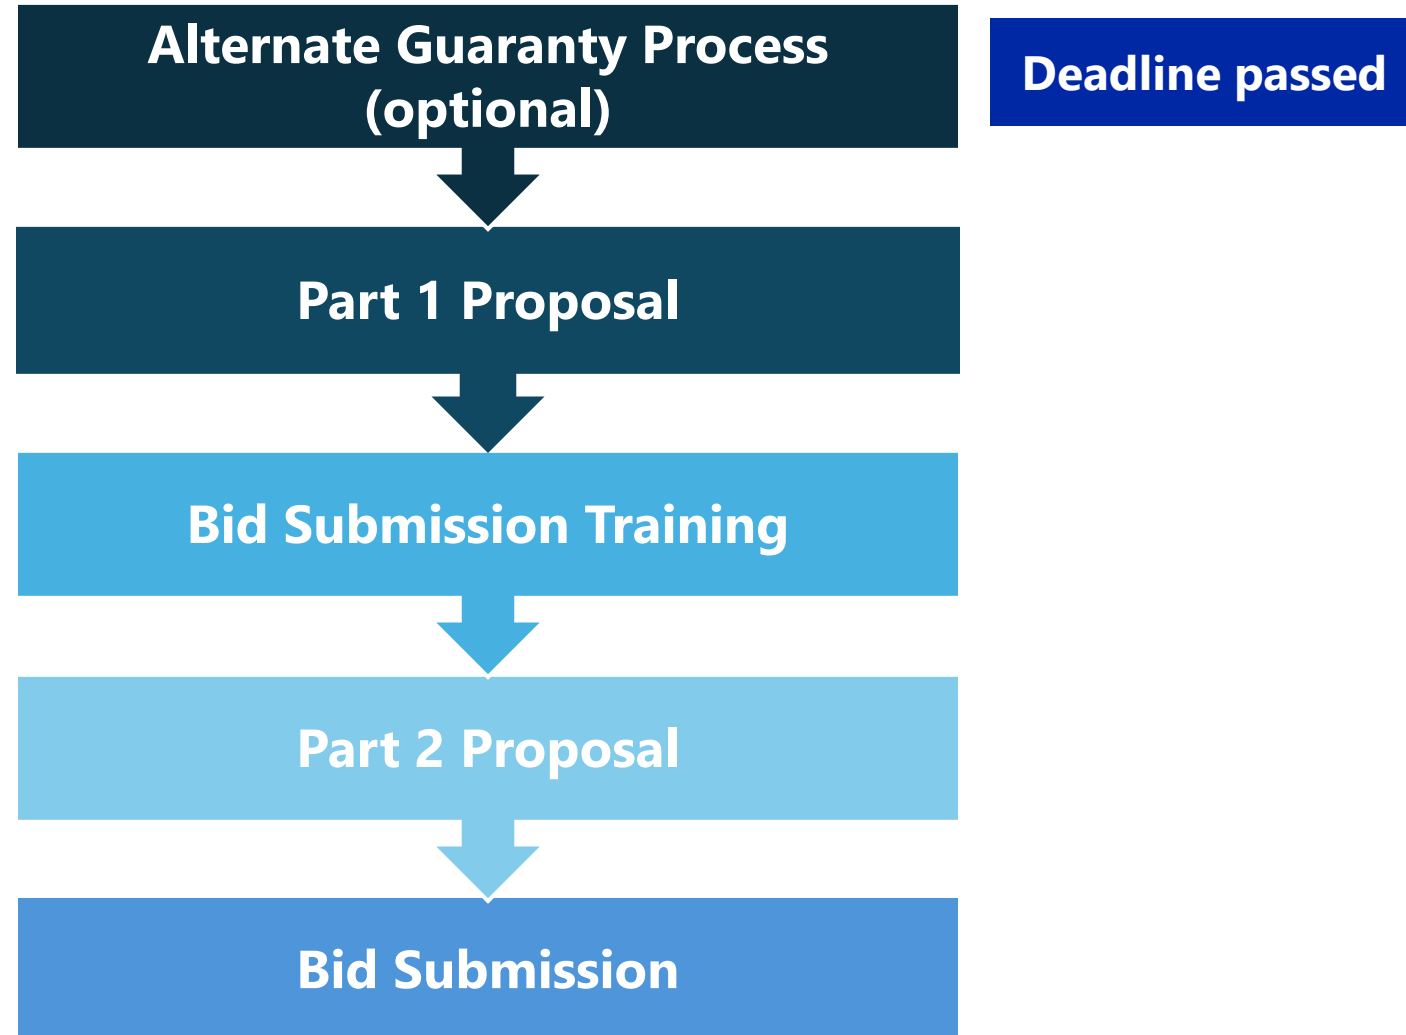 Alternate Guaranty Process
(optional)
Deadline passed
Part 1 Proposal
Bid Submission Training
Part 2 Proposal
Bid Submission